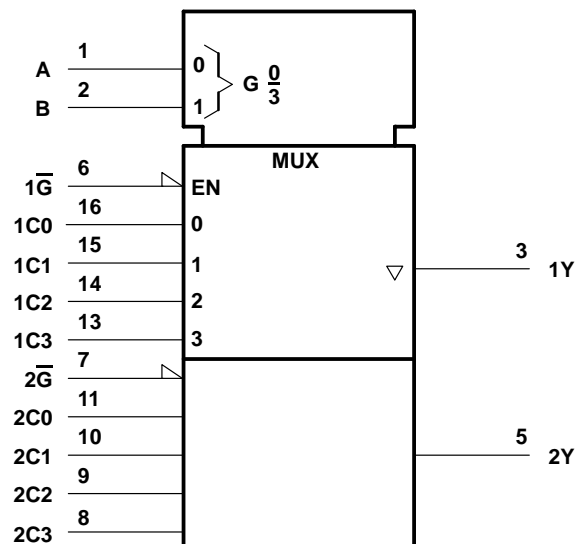 A 1 0
B 2 1
G 0/3
MUX
1G̅ 6 EN
1C0 16 0
1C1 15 1
1C2 14 2
1C3 13 3
3 1Y
2G̅ 7
2C0 11
2C1 10
2C2 9
2C3 8
5 2Y